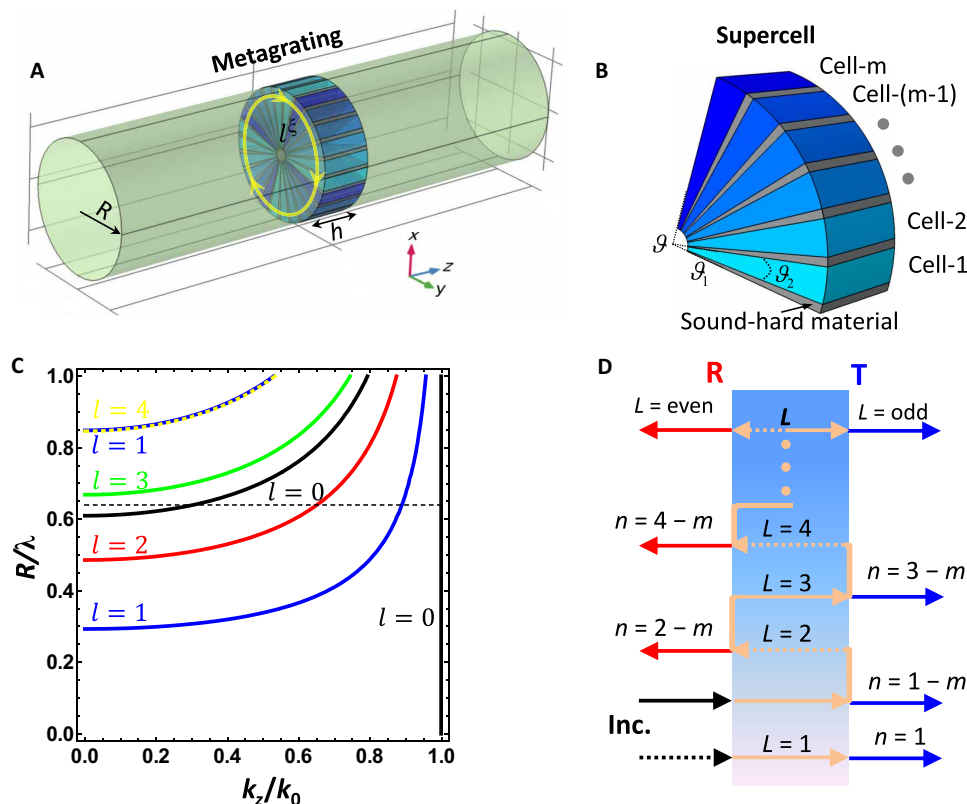 A
Metagrating
l^ξ
R
h
x
z
y
B
Supercell
Cell-m
Cell-(m-1)
Cell-2
Cell-1
ϑ
ϑ₁
ϑ₂
Sound-hard material
C
R/λ
1.0
0.8
0.6
0.4
0.2
0.0
l = 4
l = 1
l = 3
l = 0
l = 2
l = 1
l = 0
0.0 0.2 0.4 0.6 0.8 1.0
k_z/k_0
D
R T
L = even L L = odd
n = 4 − m L = 4
L = 3 n = 3 − m
n = 2 − m L = 2
n = 1 − m
Inc.
L = 1 n = 1